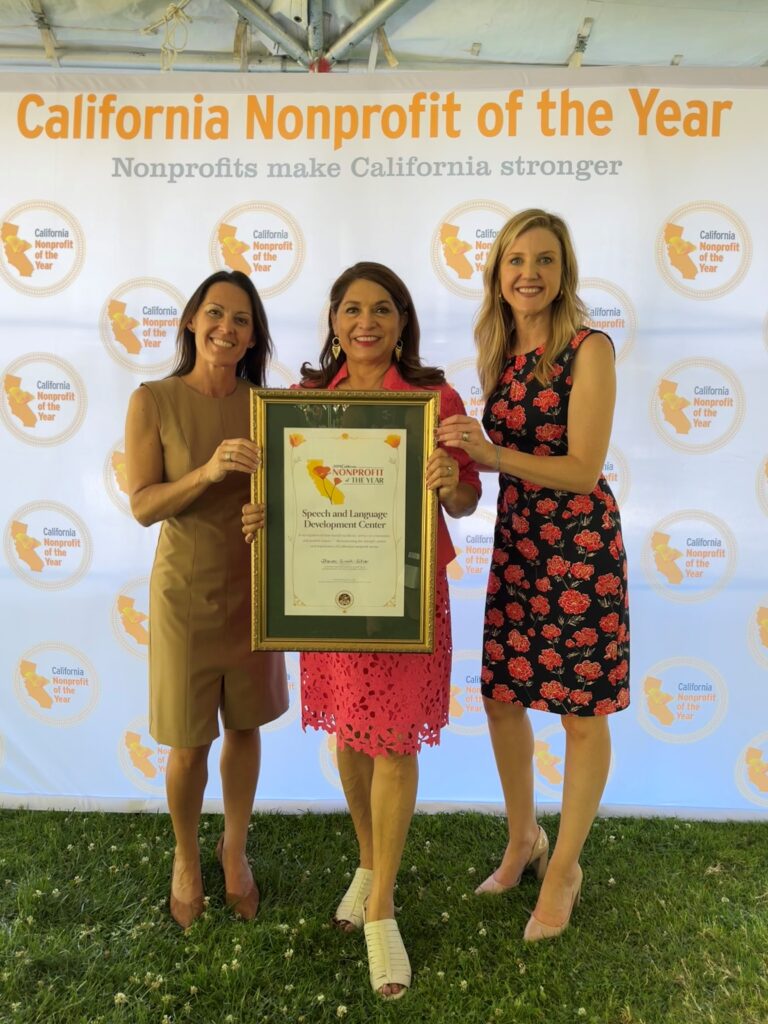 California Nonprofit of the Year
Nonprofits make California stronger
California
Nonprofit
of the
Year
NONPROFIT
of THE YEAR
Speech and Language
Development Center